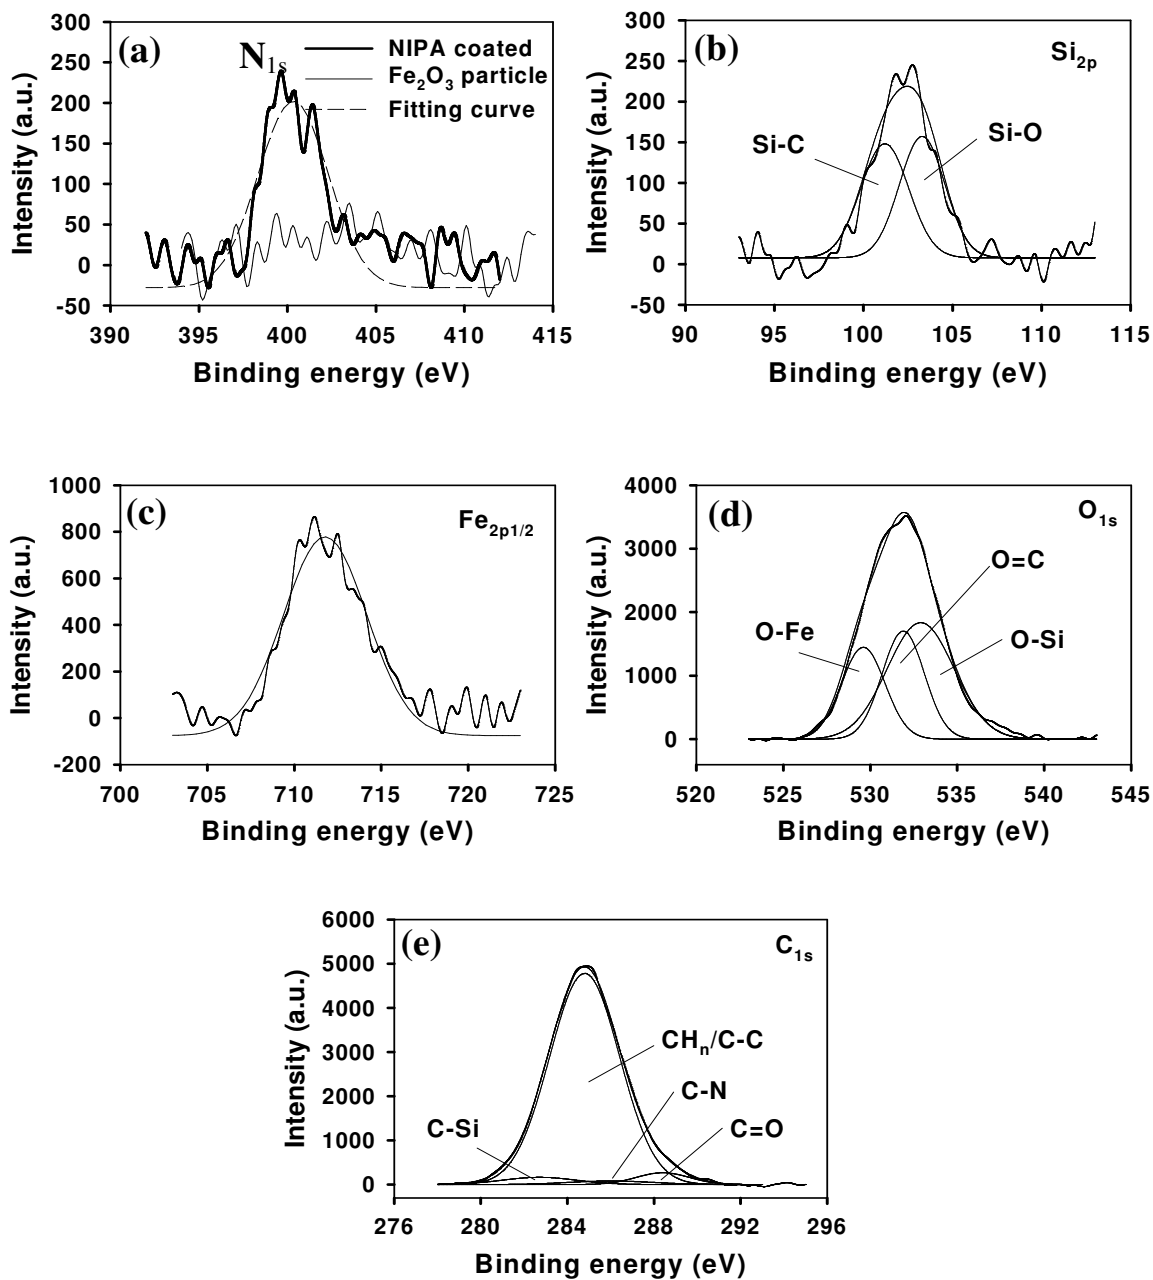 (a)
N1s
NIPA coated
Fe2O3 particle
Fitting curve
Intensity (a.u.)
300
250
200
150
100
50
0
-50
390 395 400 405 410 415
Binding energy (eV)
(b)
Si2p
Si-C
Si-O
Intensity (a.u.)
300
250
200
150
100
50
0
-50
90 95 100 105 110 115
Binding energy (eV)
(c)
Fe2p1/2
Intensity (a.u.)
1000
800
600
400
200
0
-200
700 705 710 715 720 725
Binding energy (eV)
(d)
O1s
O=C
O-Fe
O-Si
Intensity (a.u.)
4000
3000
2000
1000
0
520 525 530 535 540 545
Binding energy (eV)
(e)
C1s
CHn/C-C
C-N
C-Si
C=O
Intensity (a.u.)
6000
5000
4000
3000
2000
1000
0
276 280 284 288 292 296
Binding energy (eV)